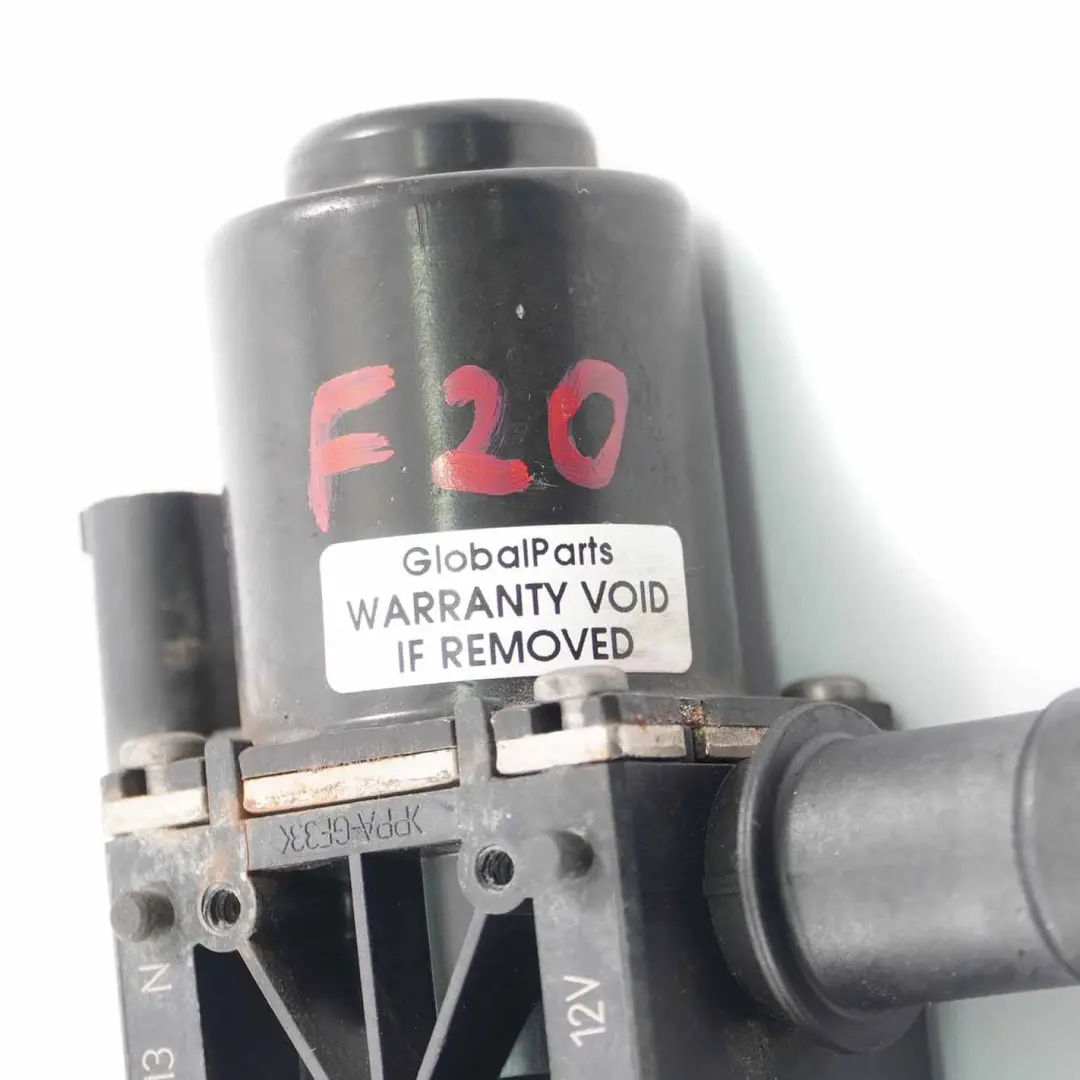 F20
GlobalParts
WARRANTY VOID
IF REMOVED
>PPA-GF33<
N
12V